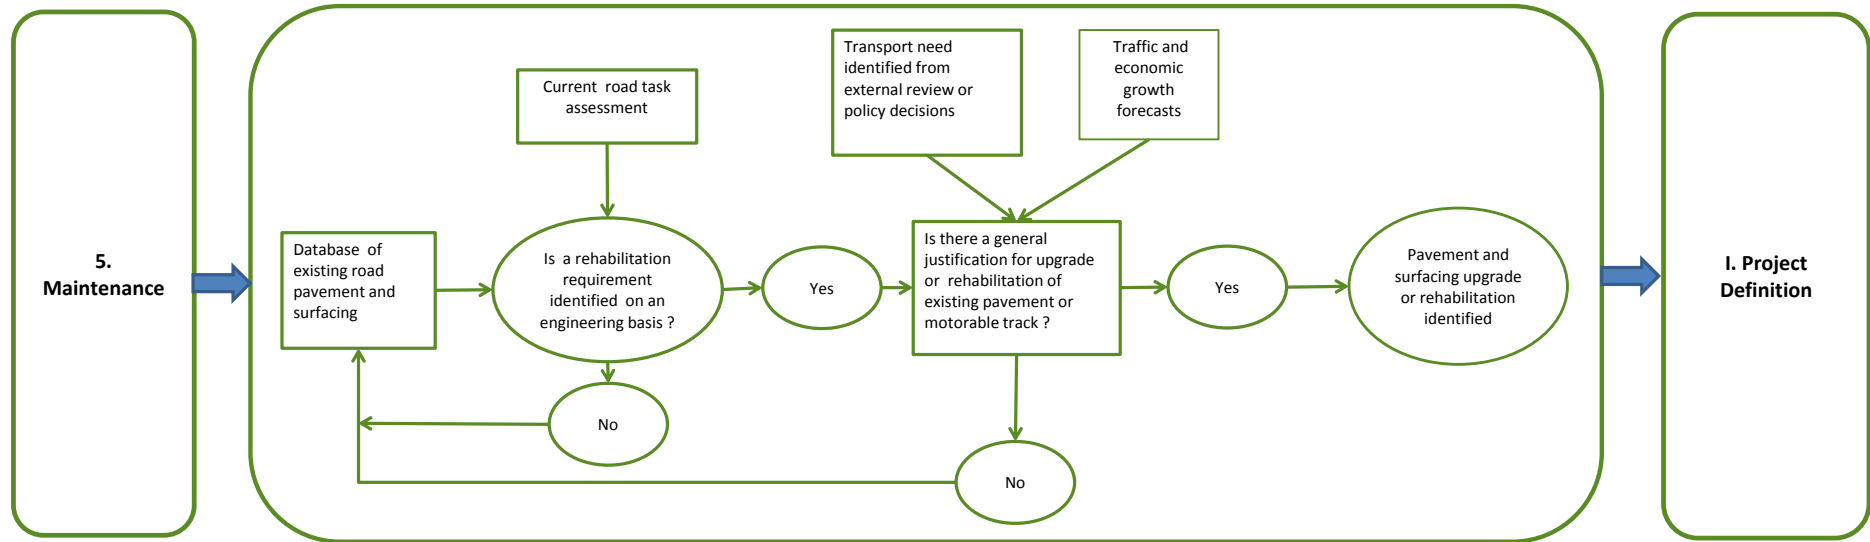 5.
Maintenance
Current road task
assessment
Transport need
identified from
external review or
policy decisions
Traffic and
economic
growth
forecasts
Database of
existing road
pavement and
surfacing
Is a rehabilitation
requirement
identified on an
engineering basis ?
Yes
No
Is there a general
justification for upgrade
or rehabilitation of
existing pavement or
motorable track ?
Yes
No
Pavement and
surfacing upgrade
or rehabilitation
identified
I. Project
Definition